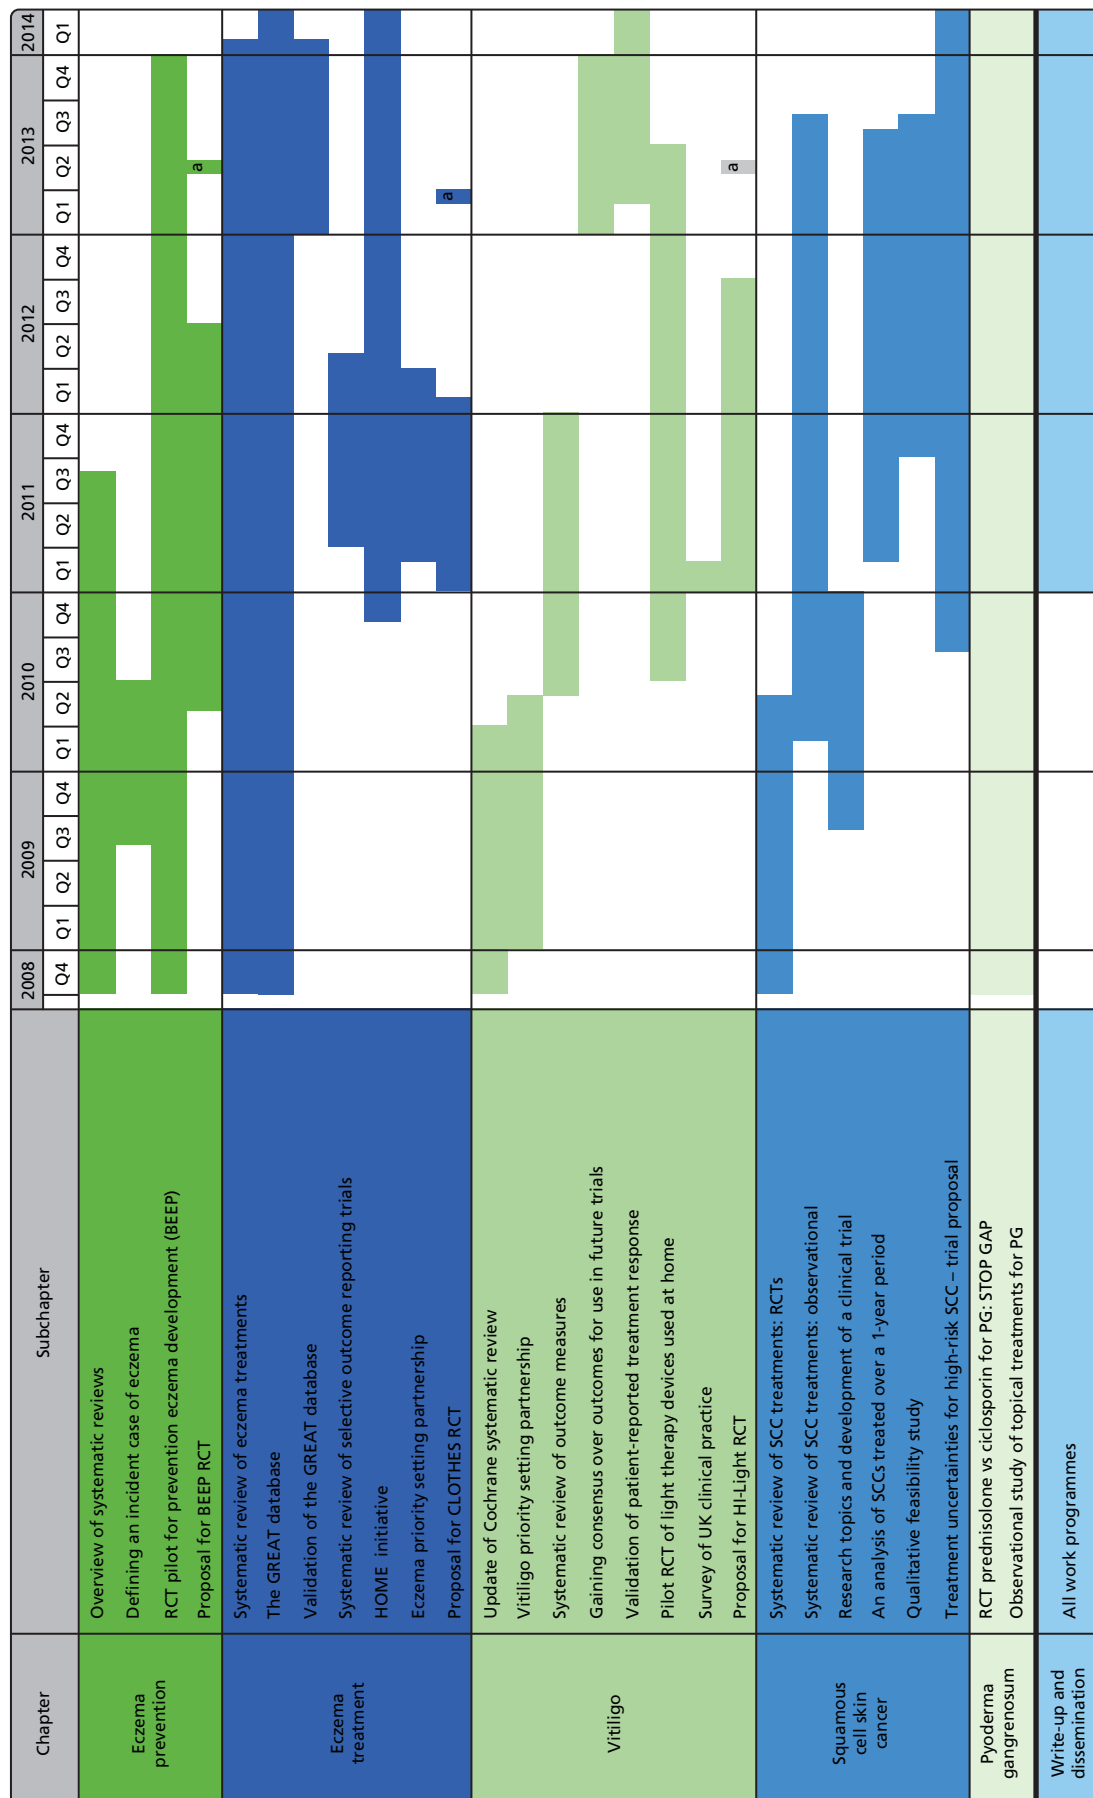 Chapter
Subchapter
2008
2009
2010
2011
2012
2013
2014
Q4
Q1
Q2
Q3
Q4
Q1
Q2
Q3
Q4
Q1
Q2
Q3
Q4
Q1
Q2
Q3
Q4
Q1
Q2
Q3
Q4
Q1
Eczema
prevention
Overview of systematic reviews
Defining an incident case of eczema
RCT pilot for prevention eczema development (BEEP)
Proposal for BEEP RCT
a
Eczema
treatment
Systematic review of eczema treatments
The GREAT database
Validation of the GREAT database
Systematic review of selective outcome reporting trials
HOME initiative
Eczema priority setting partnership
Proposal for CLOTHES RCT
a
Vitiligo
Update of Cochrane systematic review
Vitiligo priority setting partnership
Systematic review of outcome measures
Gaining consensus over outcomes for use in future trials
Validation of patient-reported treatment response
Pilot RCT of light therapy devices used at home
Survey of UK clinical practice
Proposal for HI-Light RCT
a
Squamous
cell skin
cancer
Systematic review of SCC treatments: RCTs
Systematic review of SCC treatments: observational
Research topics and development of a clinical trial
An analysis of SCCs treated over a 1-year period
Qualitative feasibility study
Treatment uncertainties for high-risk SCC – trial proposal
Pyoderma
gangrenosum
RCT prednisolone vs ciclosporin for PG: STOP GAP
Observational study of topical treatments for PG
Write-up and
dissemination
All work programmes